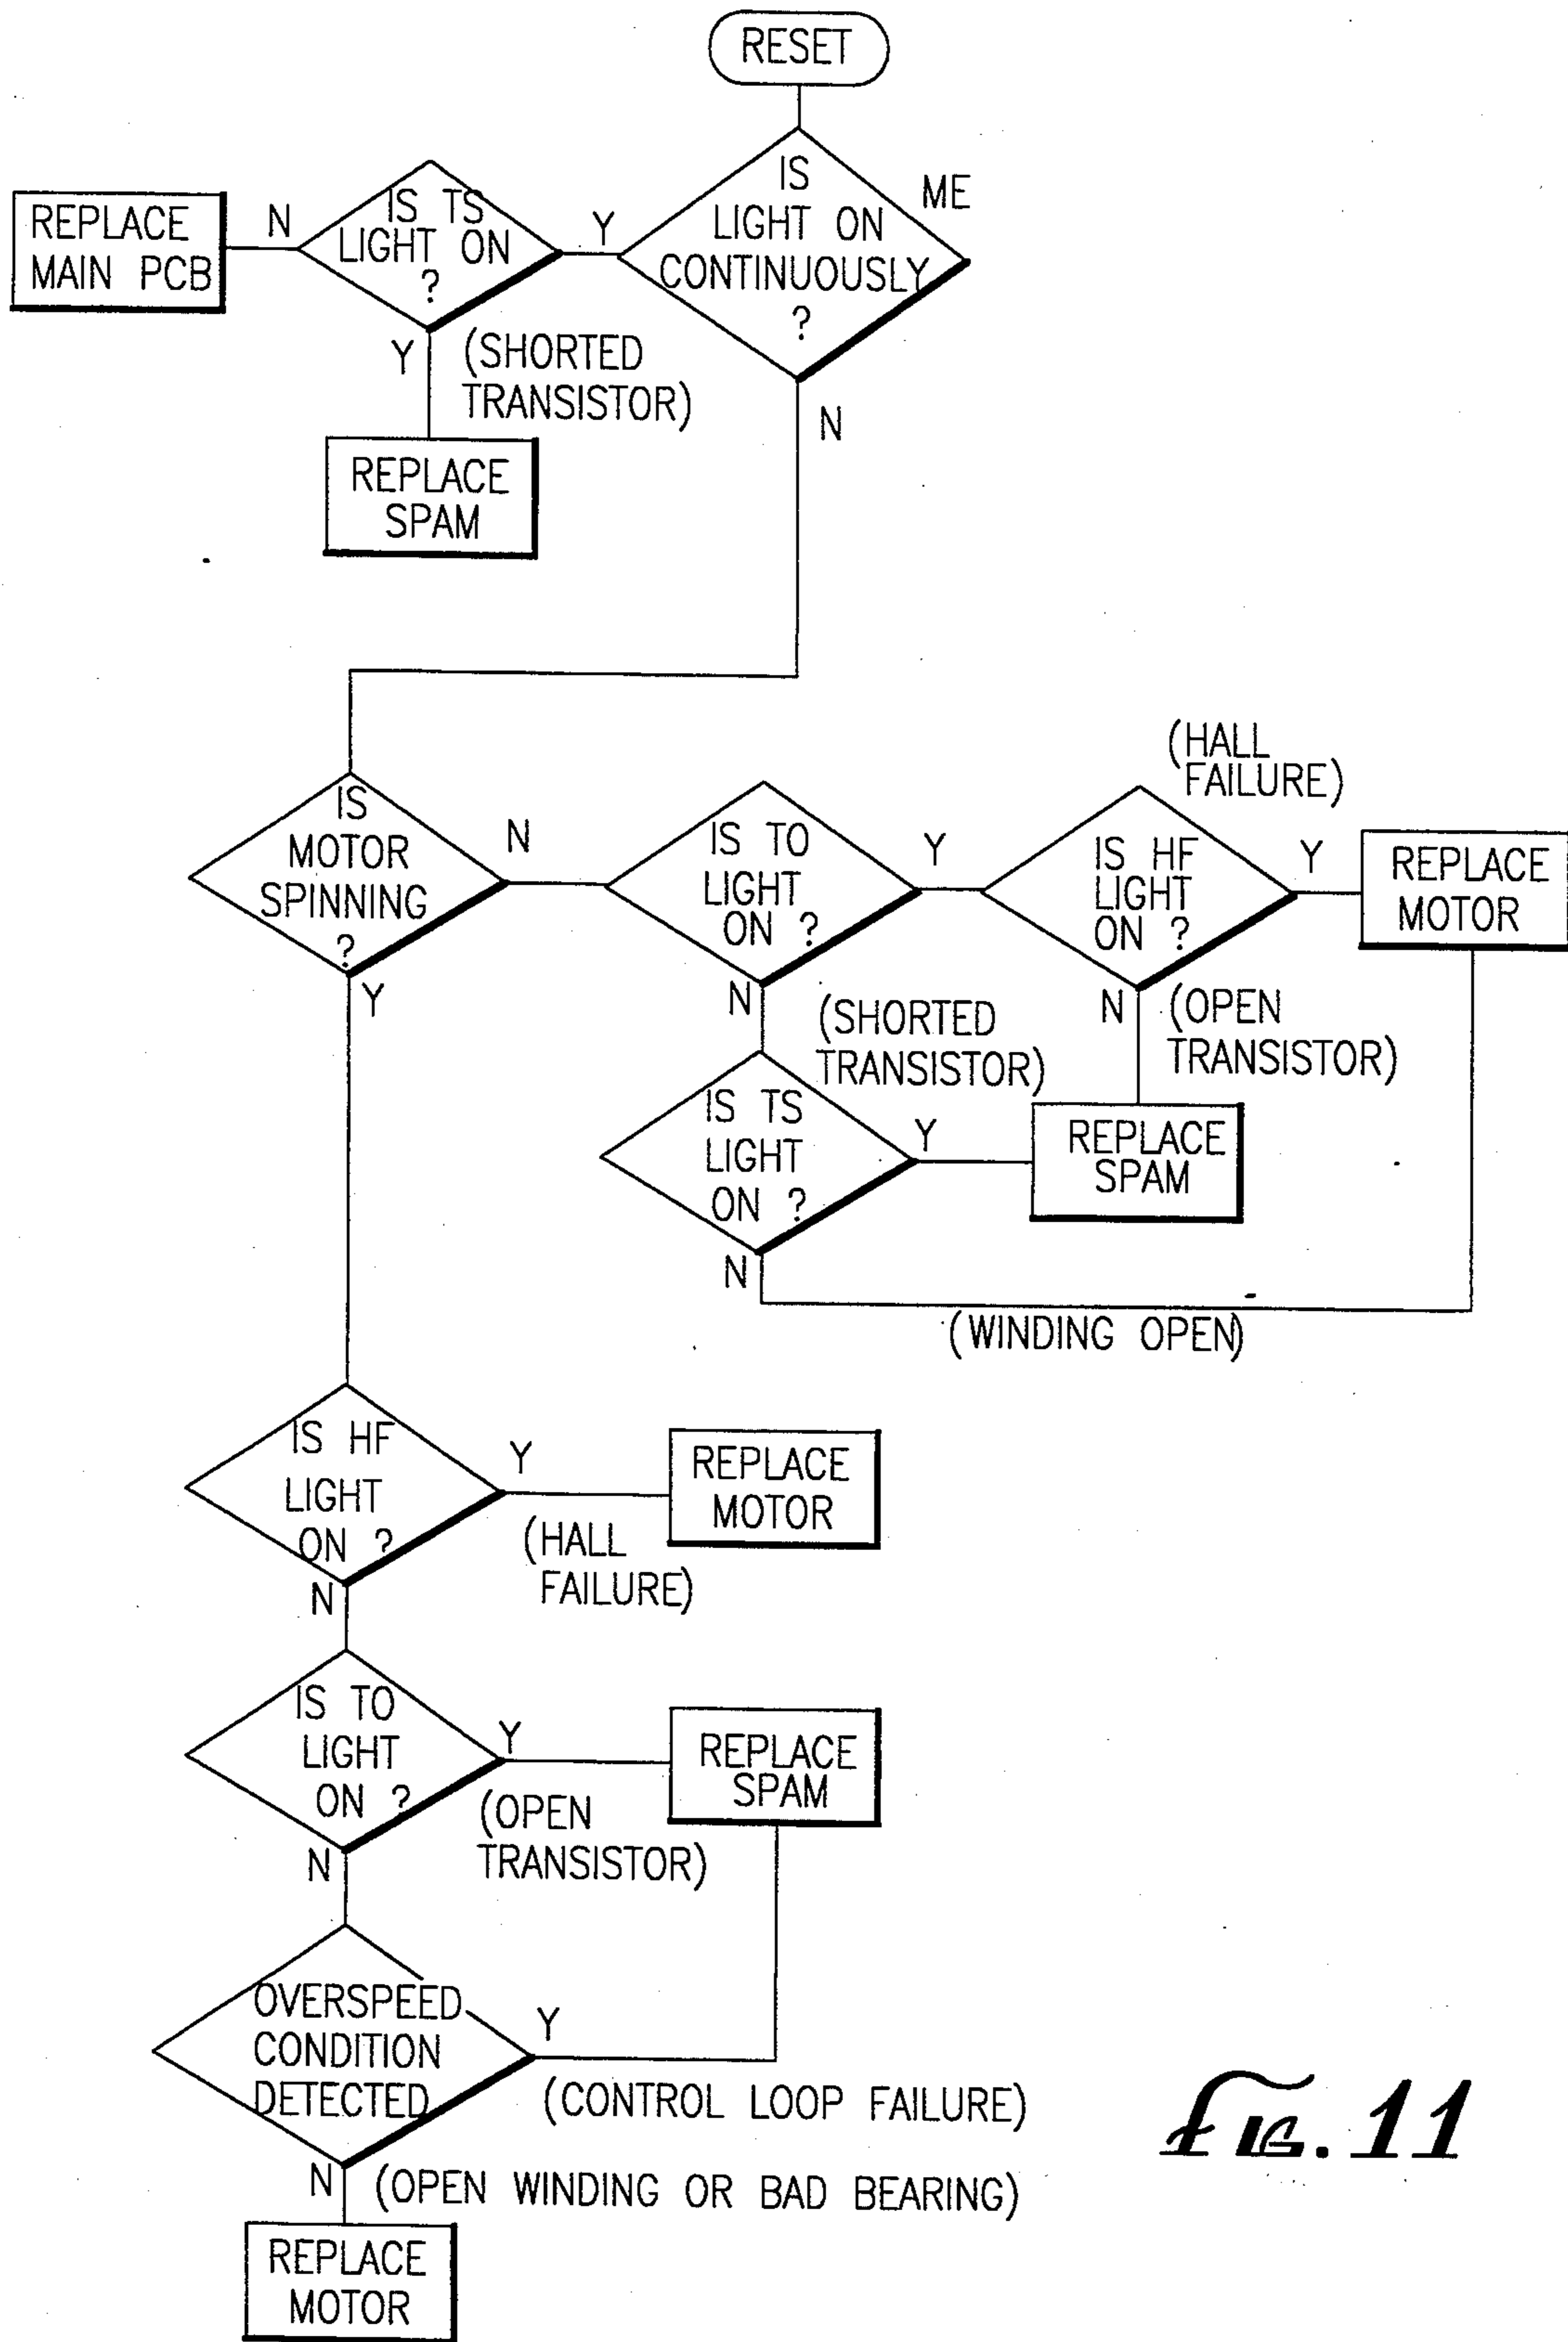 RESET
IS
LIGHT ON
CONTINUOUSLY
?
ME
Y
N
IS TS
LIGHT ON
?
N
REPLACE
MAIN PCB
Y
(SHORTED
TRANSISTOR)
REPLACE
SPAM
IS
MOTOR
SPINNING
?
N
Y
IS TO
LIGHT
ON ?
Y
N
(HALL
FAILURE)
IS HF
LIGHT
ON ?
Y
REPLACE
MOTOR
N
(OPEN
TRANSISTOR)
(SHORTED
TRANSISTOR)
IS TS
LIGHT
ON ?
Y
REPLACE
SPAM
N
(WINDING OPEN)
IS HF
LIGHT
ON ?
Y
(HALL
FAILURE)
REPLACE
MOTOR
N
IS TO
LIGHT
ON ?
Y
(OPEN
TRANSISTOR)
REPLACE
SPAM
N
OVERSPEED
CONDITION
DETECTED
Y
(CONTROL LOOP FAILURE)
N
(OPEN WINDING OR BAD BEARING)
REPLACE
MOTOR
FIG. 11